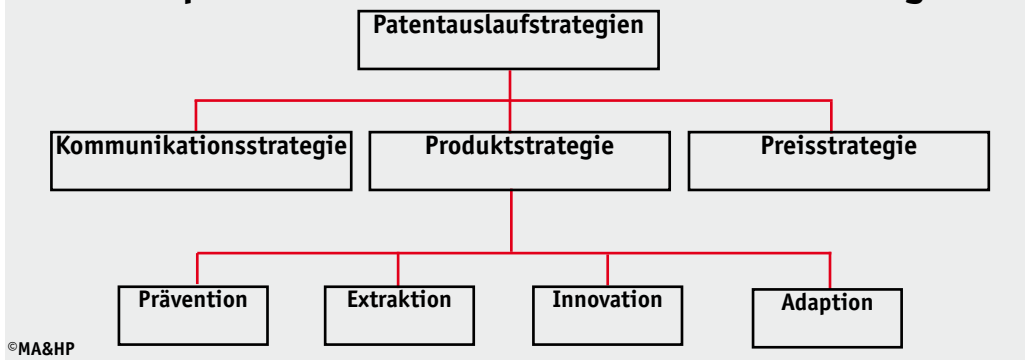 Patentauslaufstrategien
Kommunikationsstrategie Produktstrategie Preisstrategie
Prävention Extraktion Innovation Adaption
©MA&HP